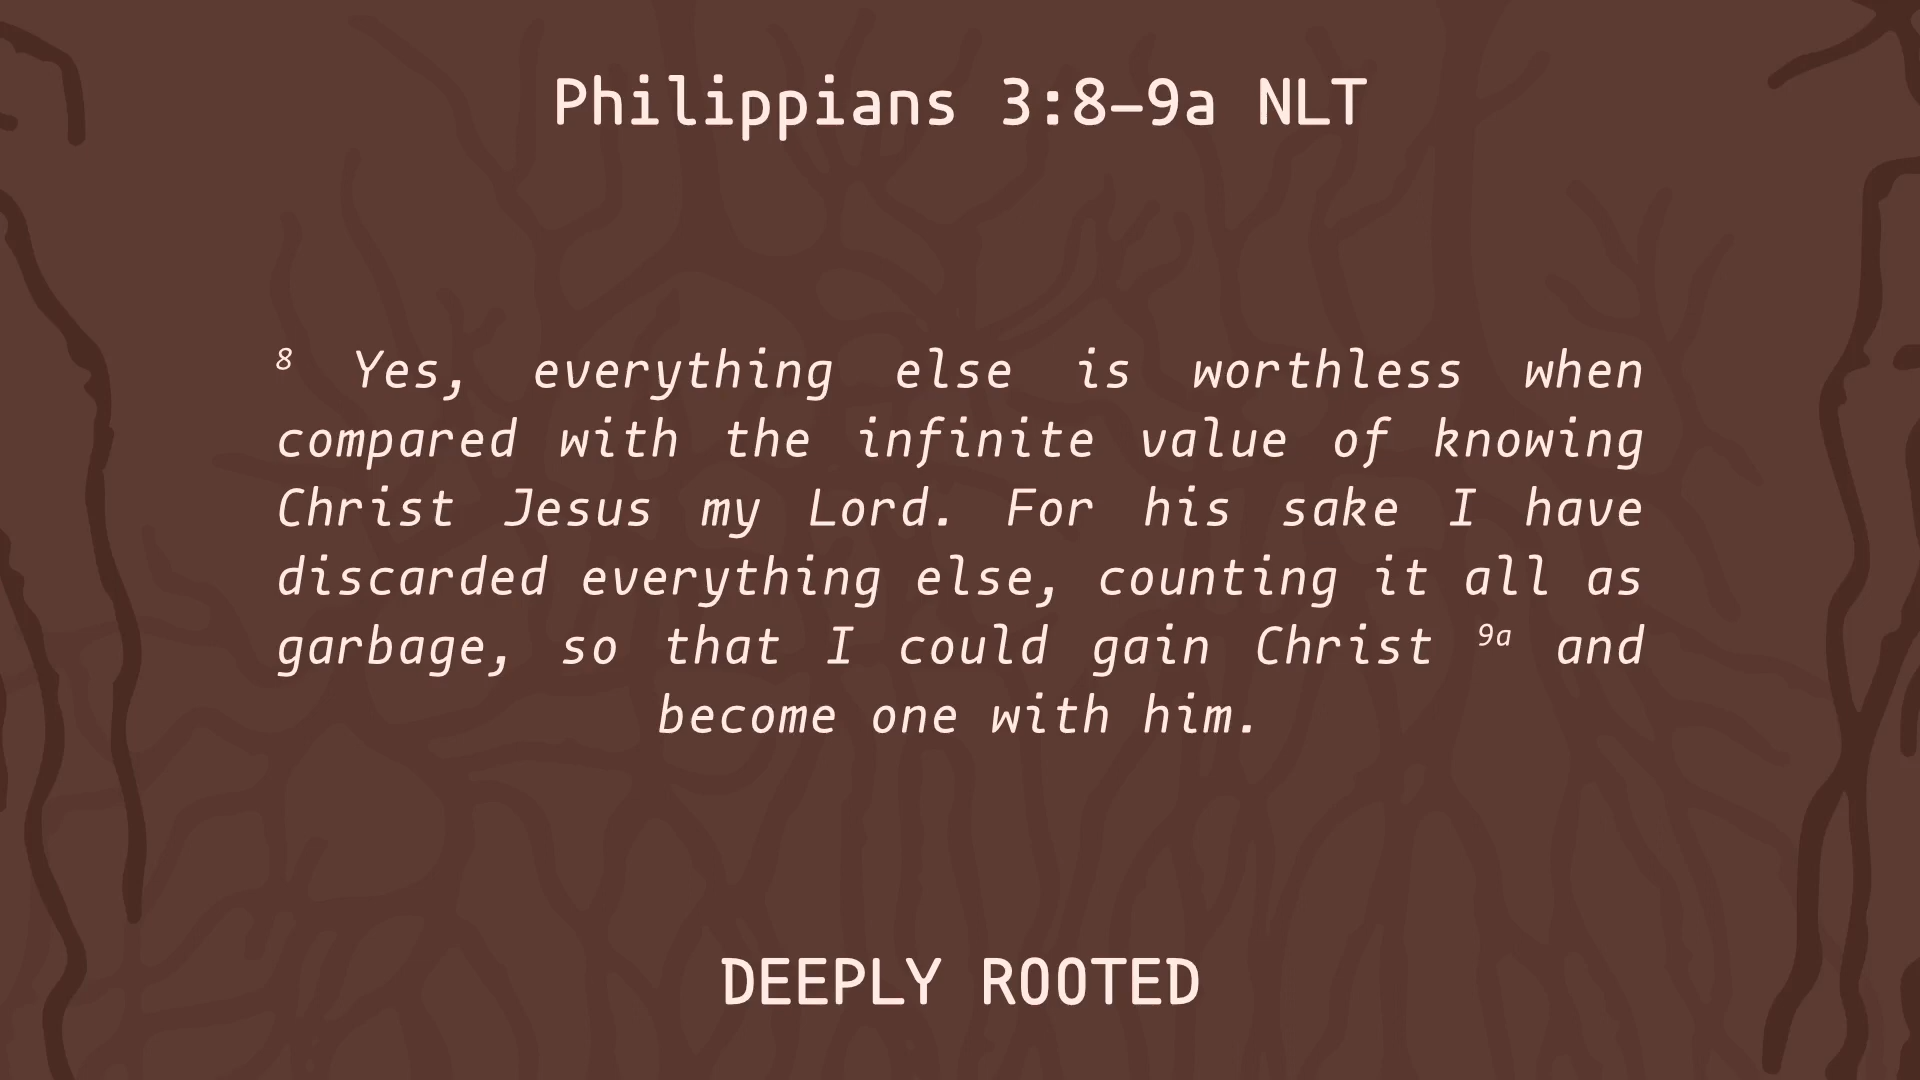 Philippians 3:8–9a NLT
8 Yes, everything else is worthless when
compared with the infinite value of knowing
Christ Jesus my Lord. For his sake I have
discarded everything else, counting it all as
garbage, so that I could gain Christ 9a and
become one with him.
DEEPLY ROOTED